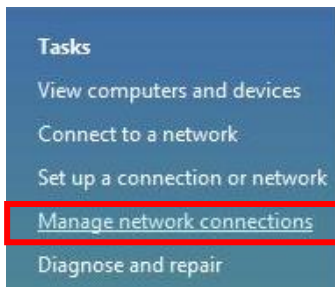 Tasks
View computers and devices
Connect to a network
Set up a connection or network
Manage network connections
Diagnose and repair